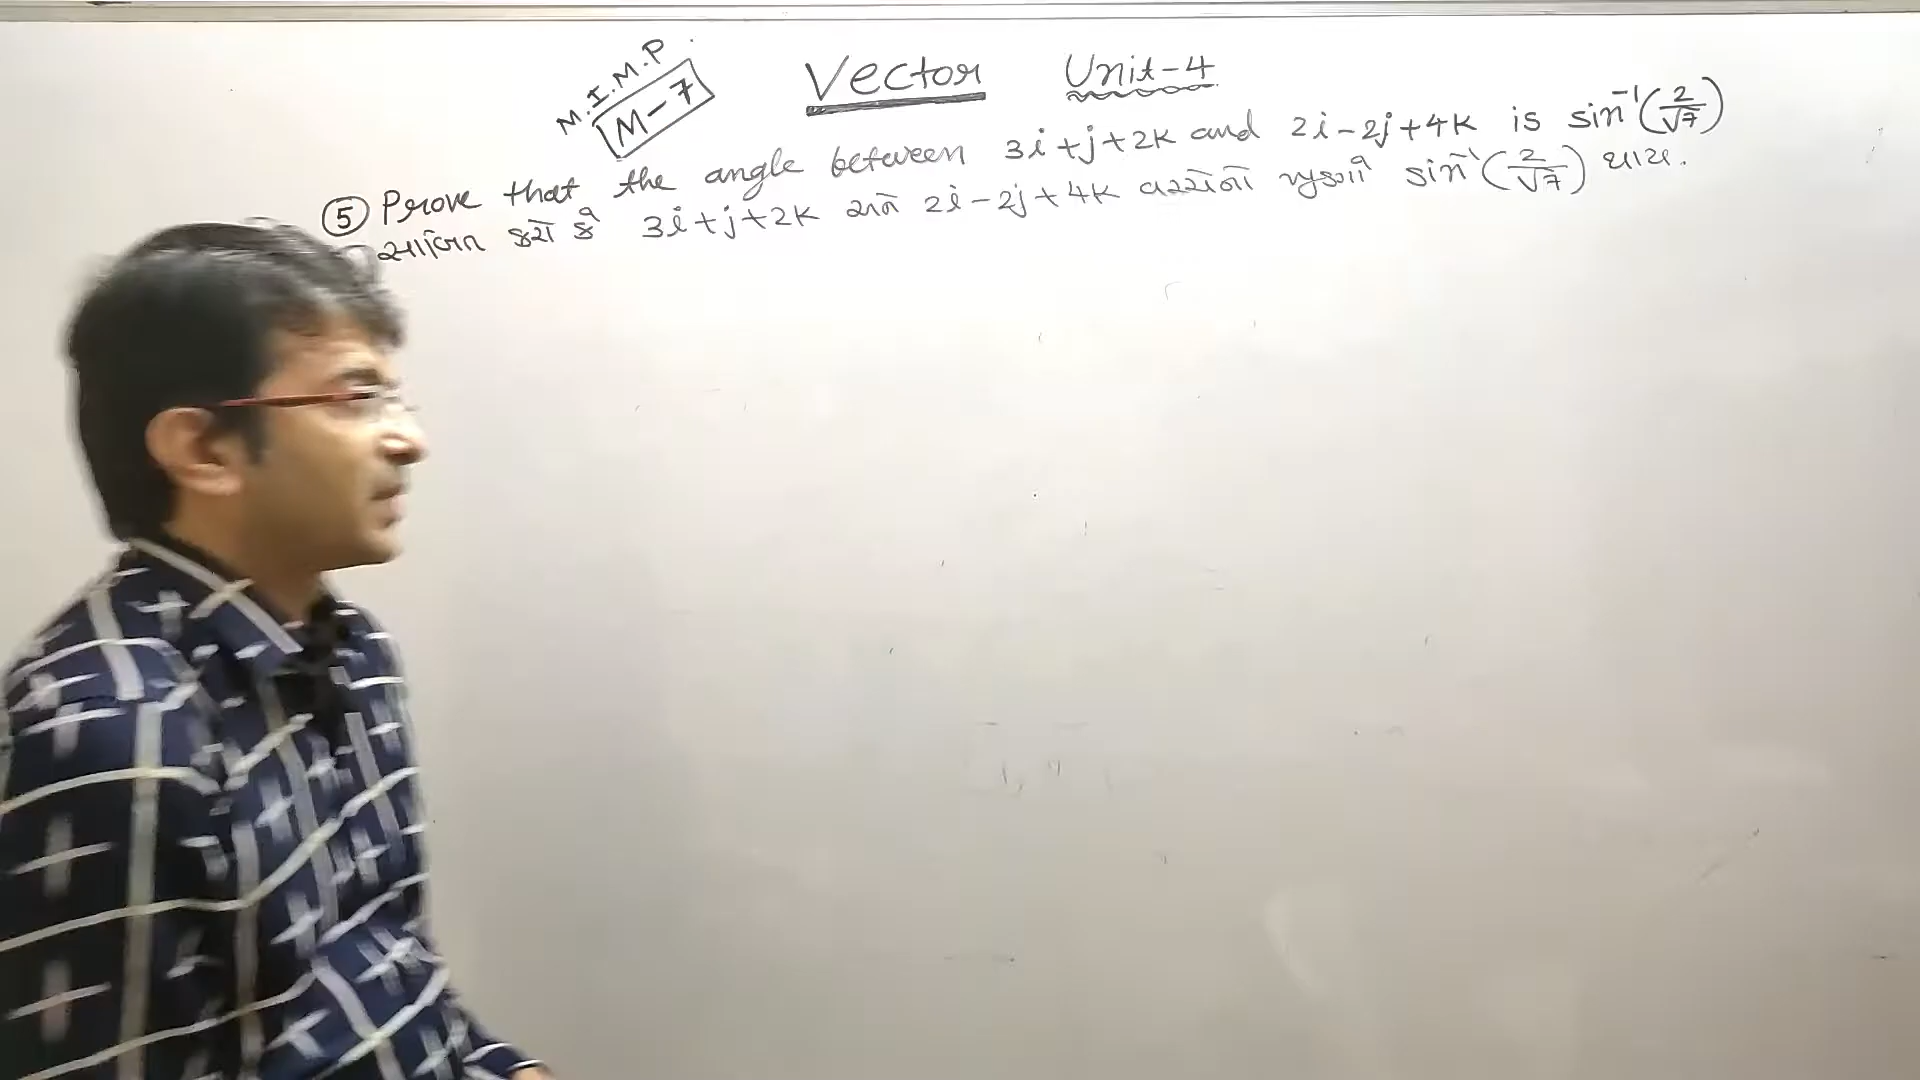 M.I.M.P
M-7
Vector Unit-4
⑤ Prove that the angle between 3i+j+2k and 2i-2j+4k is sin⁻¹(2/√7)
સાબિત કરો કે 3i+j+2k અને 2i-2j+4k વચ્ચેનો ખૂણો sin⁻¹(2/√7) થાય.